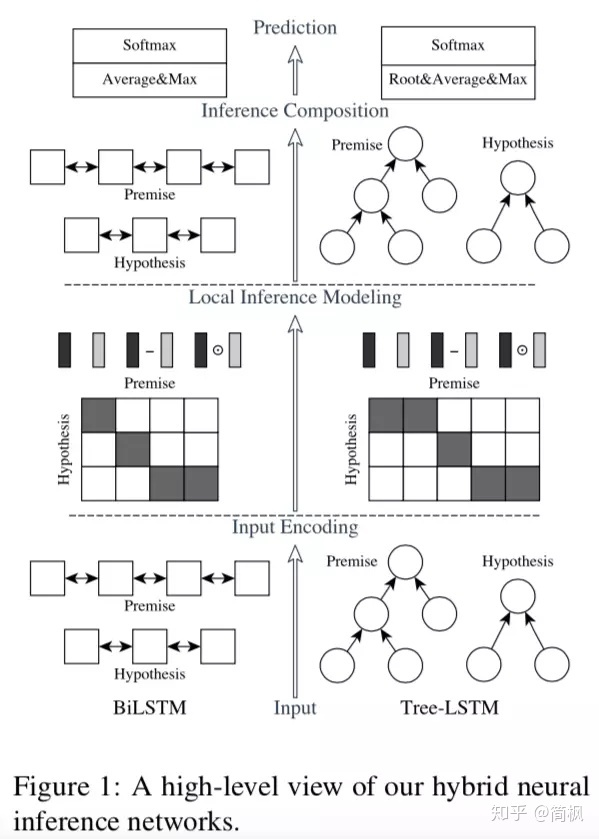 Prediction
Softmax
Average&Max
Softmax
Root&Average&Max
Inference Composition
Premise
Hypothesis
Premise
Hypothesis
Local Inference Modeling
− ⊙
− ⊙
Premise
Hypothesis
Premise
Hypothesis
Input Encoding
Premise
Hypothesis
Premise
Hypothesis
BiLSTM
Input
Tree-LSTM
Figure 1: A high-level view of our hybrid neural
inference networks.
知乎 @简枫